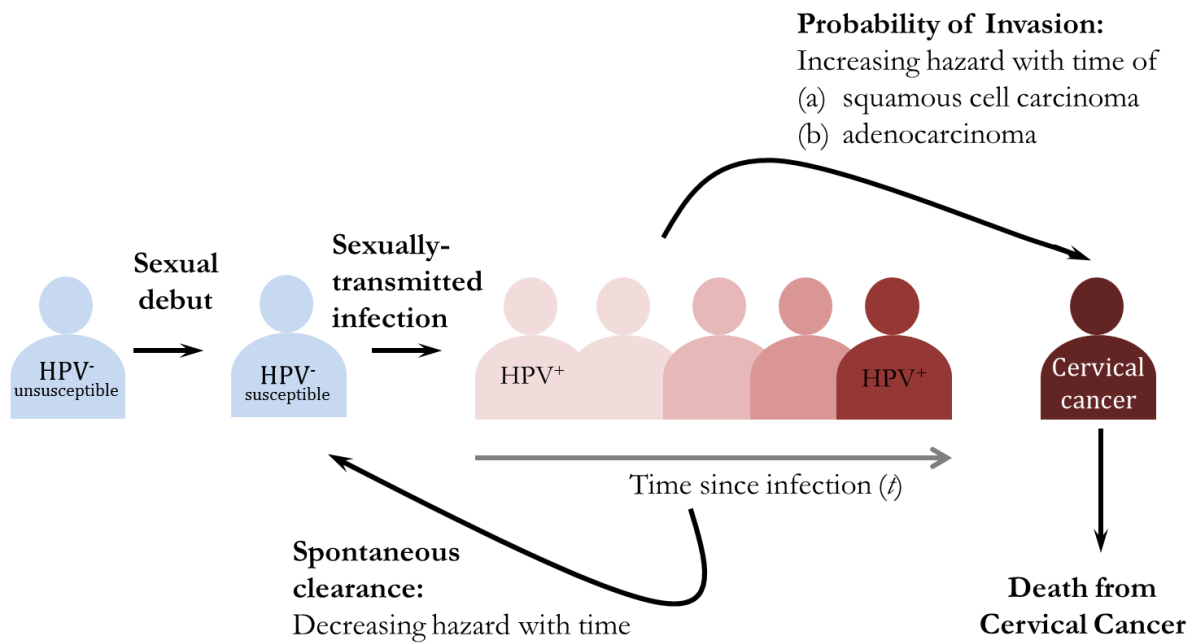 Probability of Invasion:
Increasing hazard with time of
(a) squamous cell carcinoma
(b) adenocarcinoma
Sexual
debut
Sexually-
transmitted
infection
HPV-
unsusceptible
HPV-
susceptible
HPV+
HPV+
Cervical
cancer
Time since infection (t)
Spontaneous
clearance:
Decreasing hazard with time
Death from
Cervical Cancer